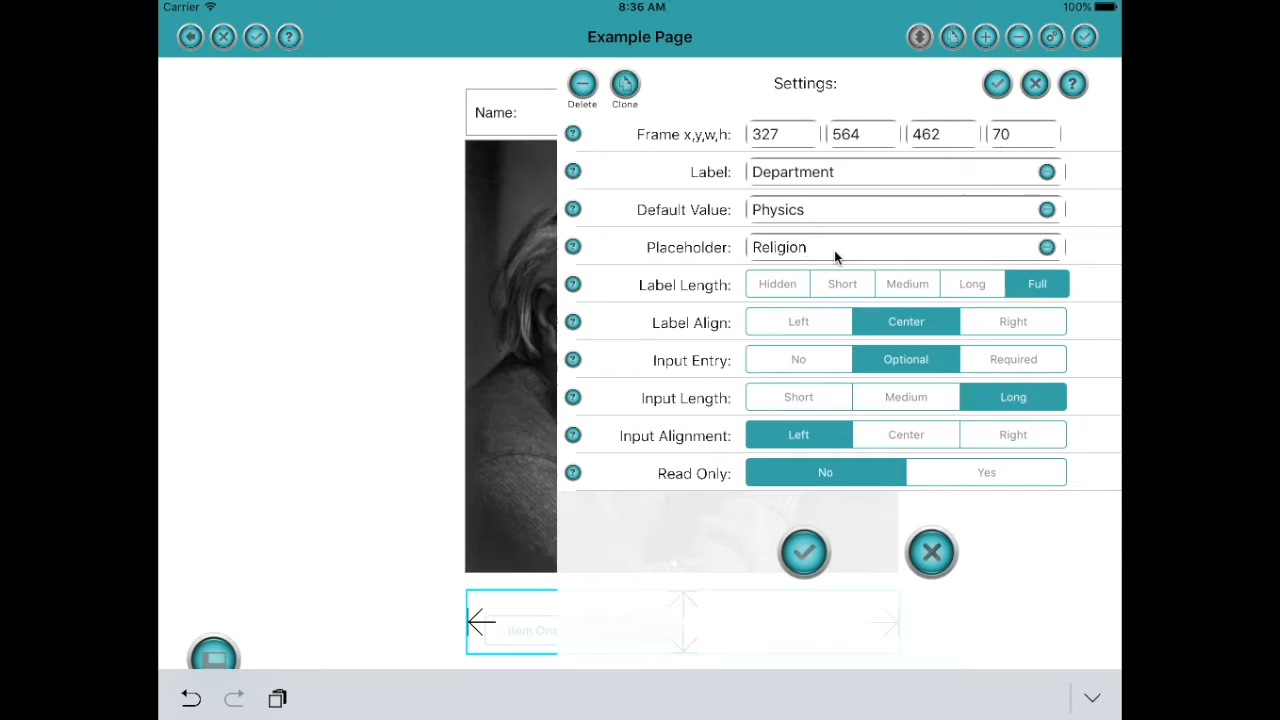 Carrier 8:36 AM 100%
Example Page
Settings:
Delete Clone
Name:
Frame x,y,w,h: 327 564 462 70
Label: Department
Default Value: Physics
Placeholder: Religion
Label Length: Hidden Short Medium Long Full
Label Align: Left Center Right
Input Entry: No Optional Required
Input Length: Short Medium Long
Input Alignment: Left Center Right
Read Only: No Yes
Item One